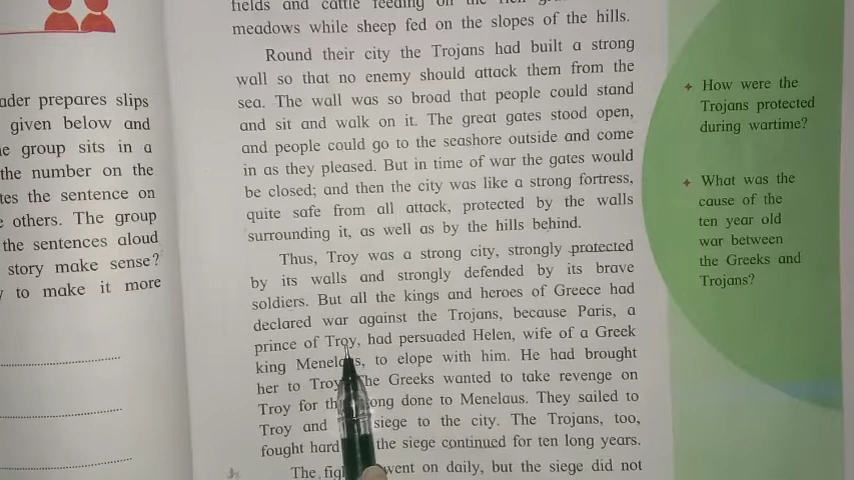 ader prepares slips
given below and
e group sits in a
the number on the
tes the sentence on
others. The group
the sentences aloud
story make sense?
to make it more
fields and cattle feeding on the
meadows while sheep fed on the slopes of the hills.
Round their city the Trojans had built a strong
wall so that no enemy should attack them from the
sea. The wall was so broad that people could stand
and sit and walk on it. The great gates stood open,
and people could go to the seashore outside and come
in as they pleased. But in time of war the gates would
be closed; and then the city was like a strong fortress,
quite safe from all attack, protected by the walls
surrounding it, as well as by the hills behind.
Thus, Troy was a strong city, strongly protected
by its walls and strongly defended by its brave
soldiers. But all the kings and heroes of Greece had
declared war against the Trojans, because Paris, a
prince of Troy, had persuaded Helen, wife of a Greek
king Menelaus, to elope with him. He had brought
her to Troy. The Greeks wanted to take revenge on
Troy for th ong done to Menelaus. They sailed to
Troy and siege to the city. The Trojans, too,
fought hard the siege continued for ten long years.
The fig went on daily, but the siege did not
✦ How were the
Trojans protected
during wartime?
✦ What was the
cause of the
ten year old
war between
the Greeks and
Trojans?